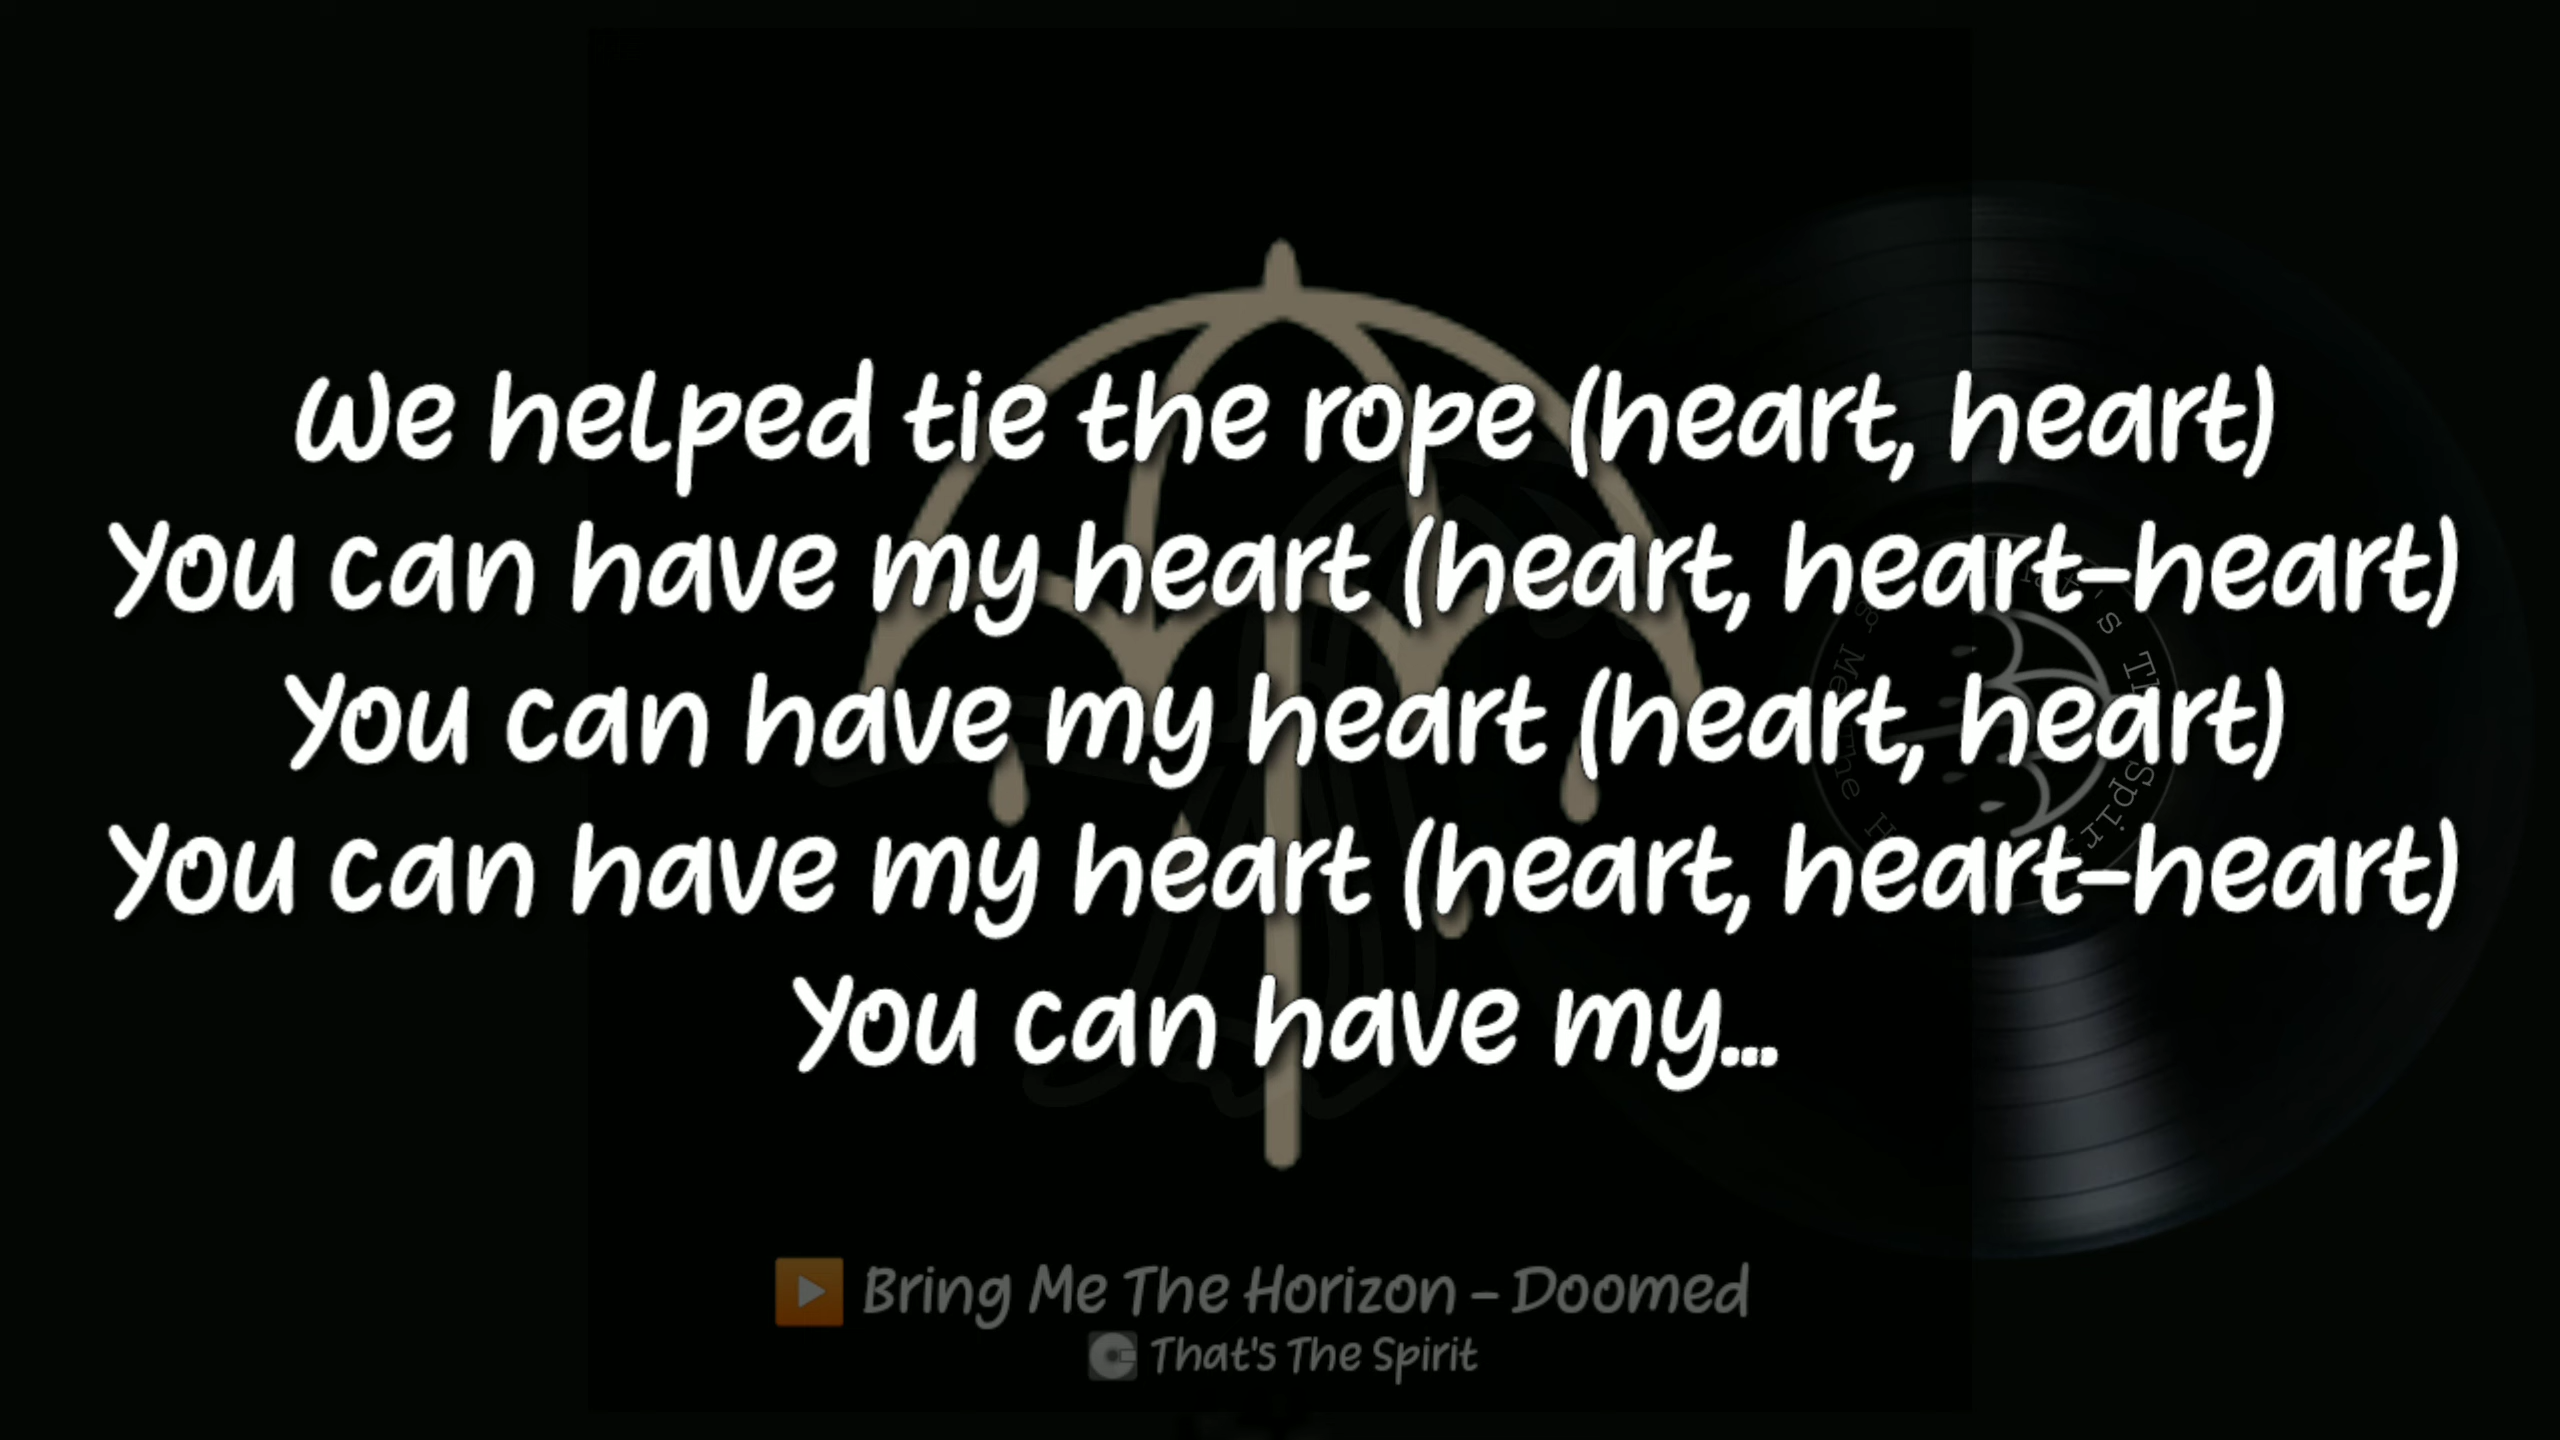 We helped tie the rope (heart, heart)
You can have my heart (heart, heart-heart)
You can have my heart (heart, heart)
You can have my heart (heart, heart-heart)
You can have my...
Bring Me The Horizon - Doomed
That's The Spirit